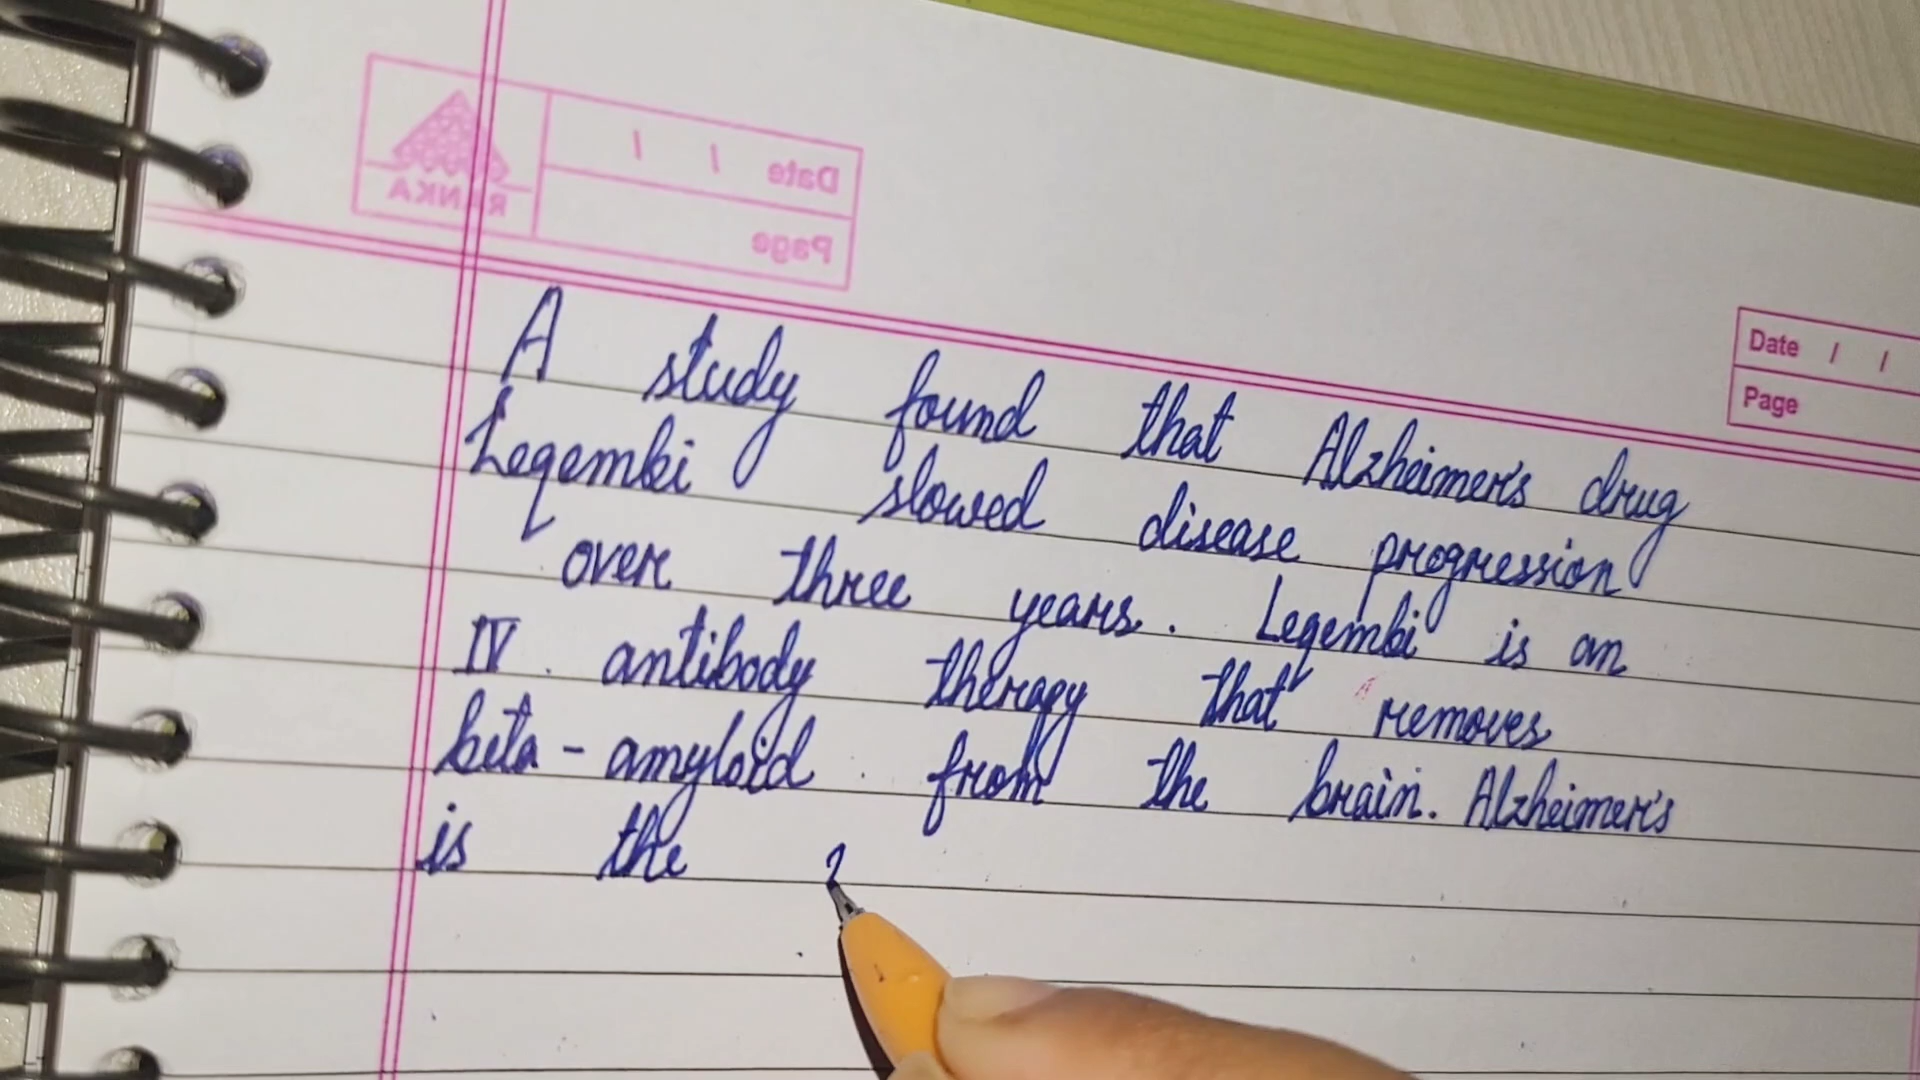 Date / /
Page
RANKA
Date / /
Page
A study found that Alzheimer's drug
Leqembi slowed disease progression
over three years. Leqembi is an
IV antibody therapy that removes
beta-amyloid from the brain. Alzheimer's
is the